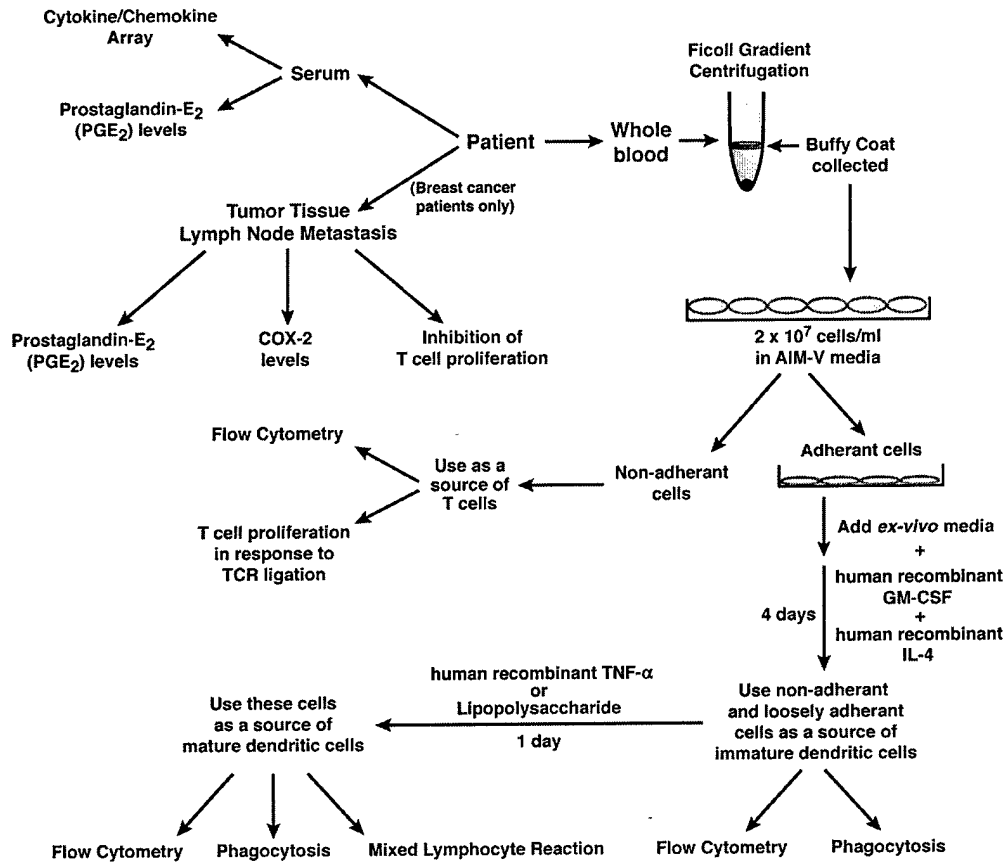 Cytokine/Chemokine
Array
Serum
Prostaglandin-E2
(PGE2) levels
Patient
(Breast cancer
patients only)
Whole
blood
Ficoll Gradient
Centrifugation
Buffy Coat
collected
Tumor Tissue
Lymph Node Metastasis
Prostaglandin-E2
(PGE2) levels
COX-2
levels
Inhibition of
T cell proliferation
2 x 10^7 cells/ml
in AIM-V media
Flow Cytometry
Use as a
source of
T cells
Non-adherant
cells
Adherant cells
T cell proliferation
in response to
TCR ligation
Add ex-vivo media
+
human recombinant
GM-CSF
+
human recombinant
IL-4
4 days
human recombinant TNF-α
or
Lipopolysaccharide
1 day
Use these cells
as a source of
mature dendritic cells
Use non-adherant
and loosely adherant
cells as a source of
immature dendritic cells
Flow Cytometry
Phagocytosis
Mixed Lymphocyte Reaction
Flow Cytometry
Phagocytosis